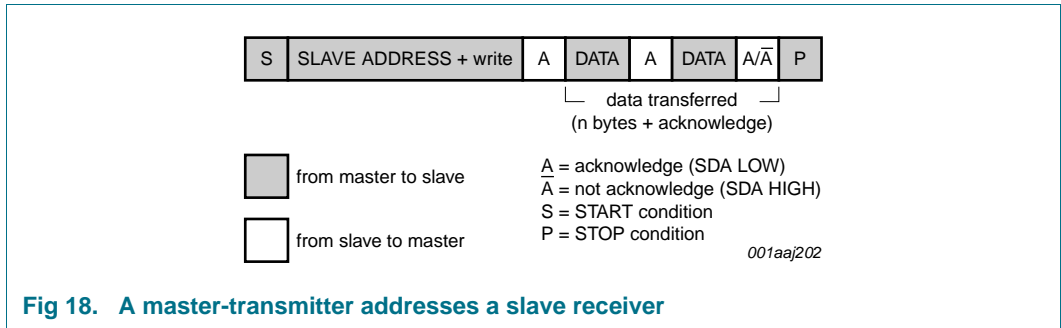 S SLAVE ADDRESS + write A DATA A DATA A/A̅ P
data transferred
(n bytes + acknowledge)
from master to slave
from slave to master
A = acknowledge (SDA LOW)
A̅ = not acknowledge (SDA HIGH)
S = START condition
P = STOP condition
001aaj202
Fig 18. A master-transmitter addresses a slave receiver